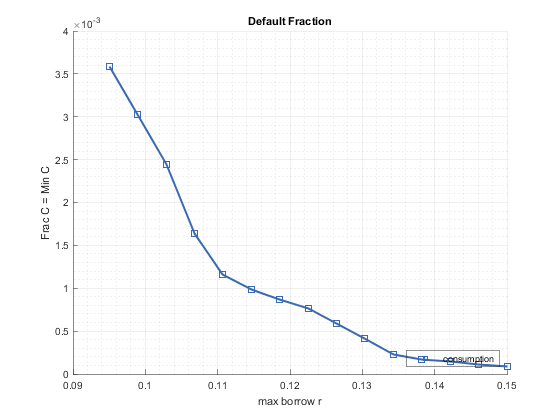 Default Fraction
×10⁻³
4
3.5
3
2.5
2
1.5
1
0.5
0
Frac C = Min C
0.09 0.1 0.11 0.12 0.13 0.14 0.15
max borrow r
consumption